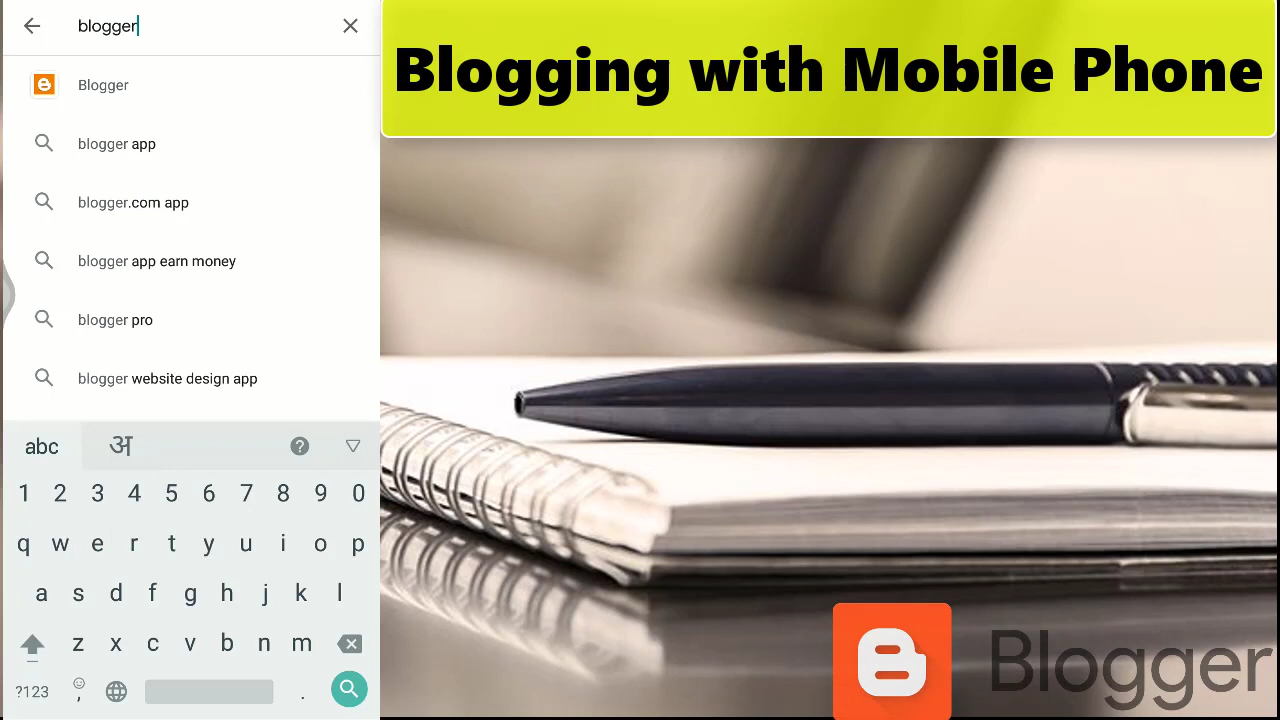 blogger
Blogging with Mobile Phone
Blogger
blogger app
blogger.com app
blogger app earn money
blogger pro
blogger website design app
abc अ ?
1 2 3 4 5 6 7 8 9 0
q w e r t y u i o p
a s d f g h j k l
z x c v b n m
?123 , .
Blogger